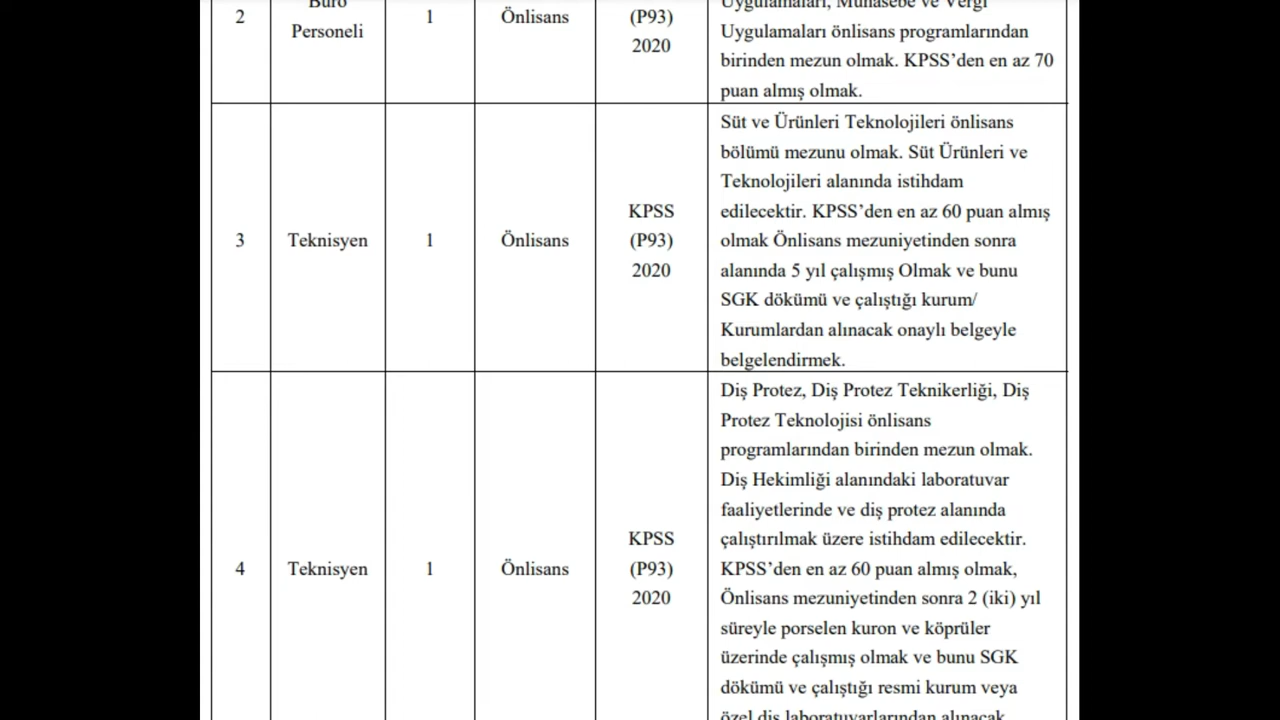 2
Büro
Personeli
1
Önlisans
(P93)
2020
Uygulamaları, Muhasebe ve Vergi
Uygulamaları önlisans programlarından
birinden mezun olmak. KPSS’den en az 70
puan almış olmak.
3
Teknisyen
1
Önlisans
KPSS
(P93)
2020
Süt ve Ürünleri Teknolojileri önlisans
bölümü mezunu olmak. Süt Ürünleri ve
Teknolojileri alanında istihdam
edilecektir. KPSS’den en az 60 puan almış
olmak Önlisans mezuniyetinden sonra
alanında 5 yıl çalışmış Olmak ve bunu
SGK dökümü ve çalıştığı kurum/
Kurumlardan alınacak onaylı belgeyle
belgelendirmek.
4
Teknisyen
1
Önlisans
KPSS
(P93)
2020
Diş Protez, Diş Protez Teknikerliği, Diş
Protez Teknolojisi önlisans
programlarından birinden mezun olmak.
Diş Hekimliği alanındaki laboratuvar
faaliyetlerinde ve diş protez alanında
çalıştırılmak üzere istihdam edilecektir.
KPSS’den en az 60 puan almış olmak,
Önlisans mezuniyetinden sonra 2 (iki) yıl
süreyle porselen kuron ve köprüler
üzerinde çalışmış olmak ve bunu SGK
dökümü ve çalıştığı resmi kurum veya
özel diş laboratuvarlarından alınacak